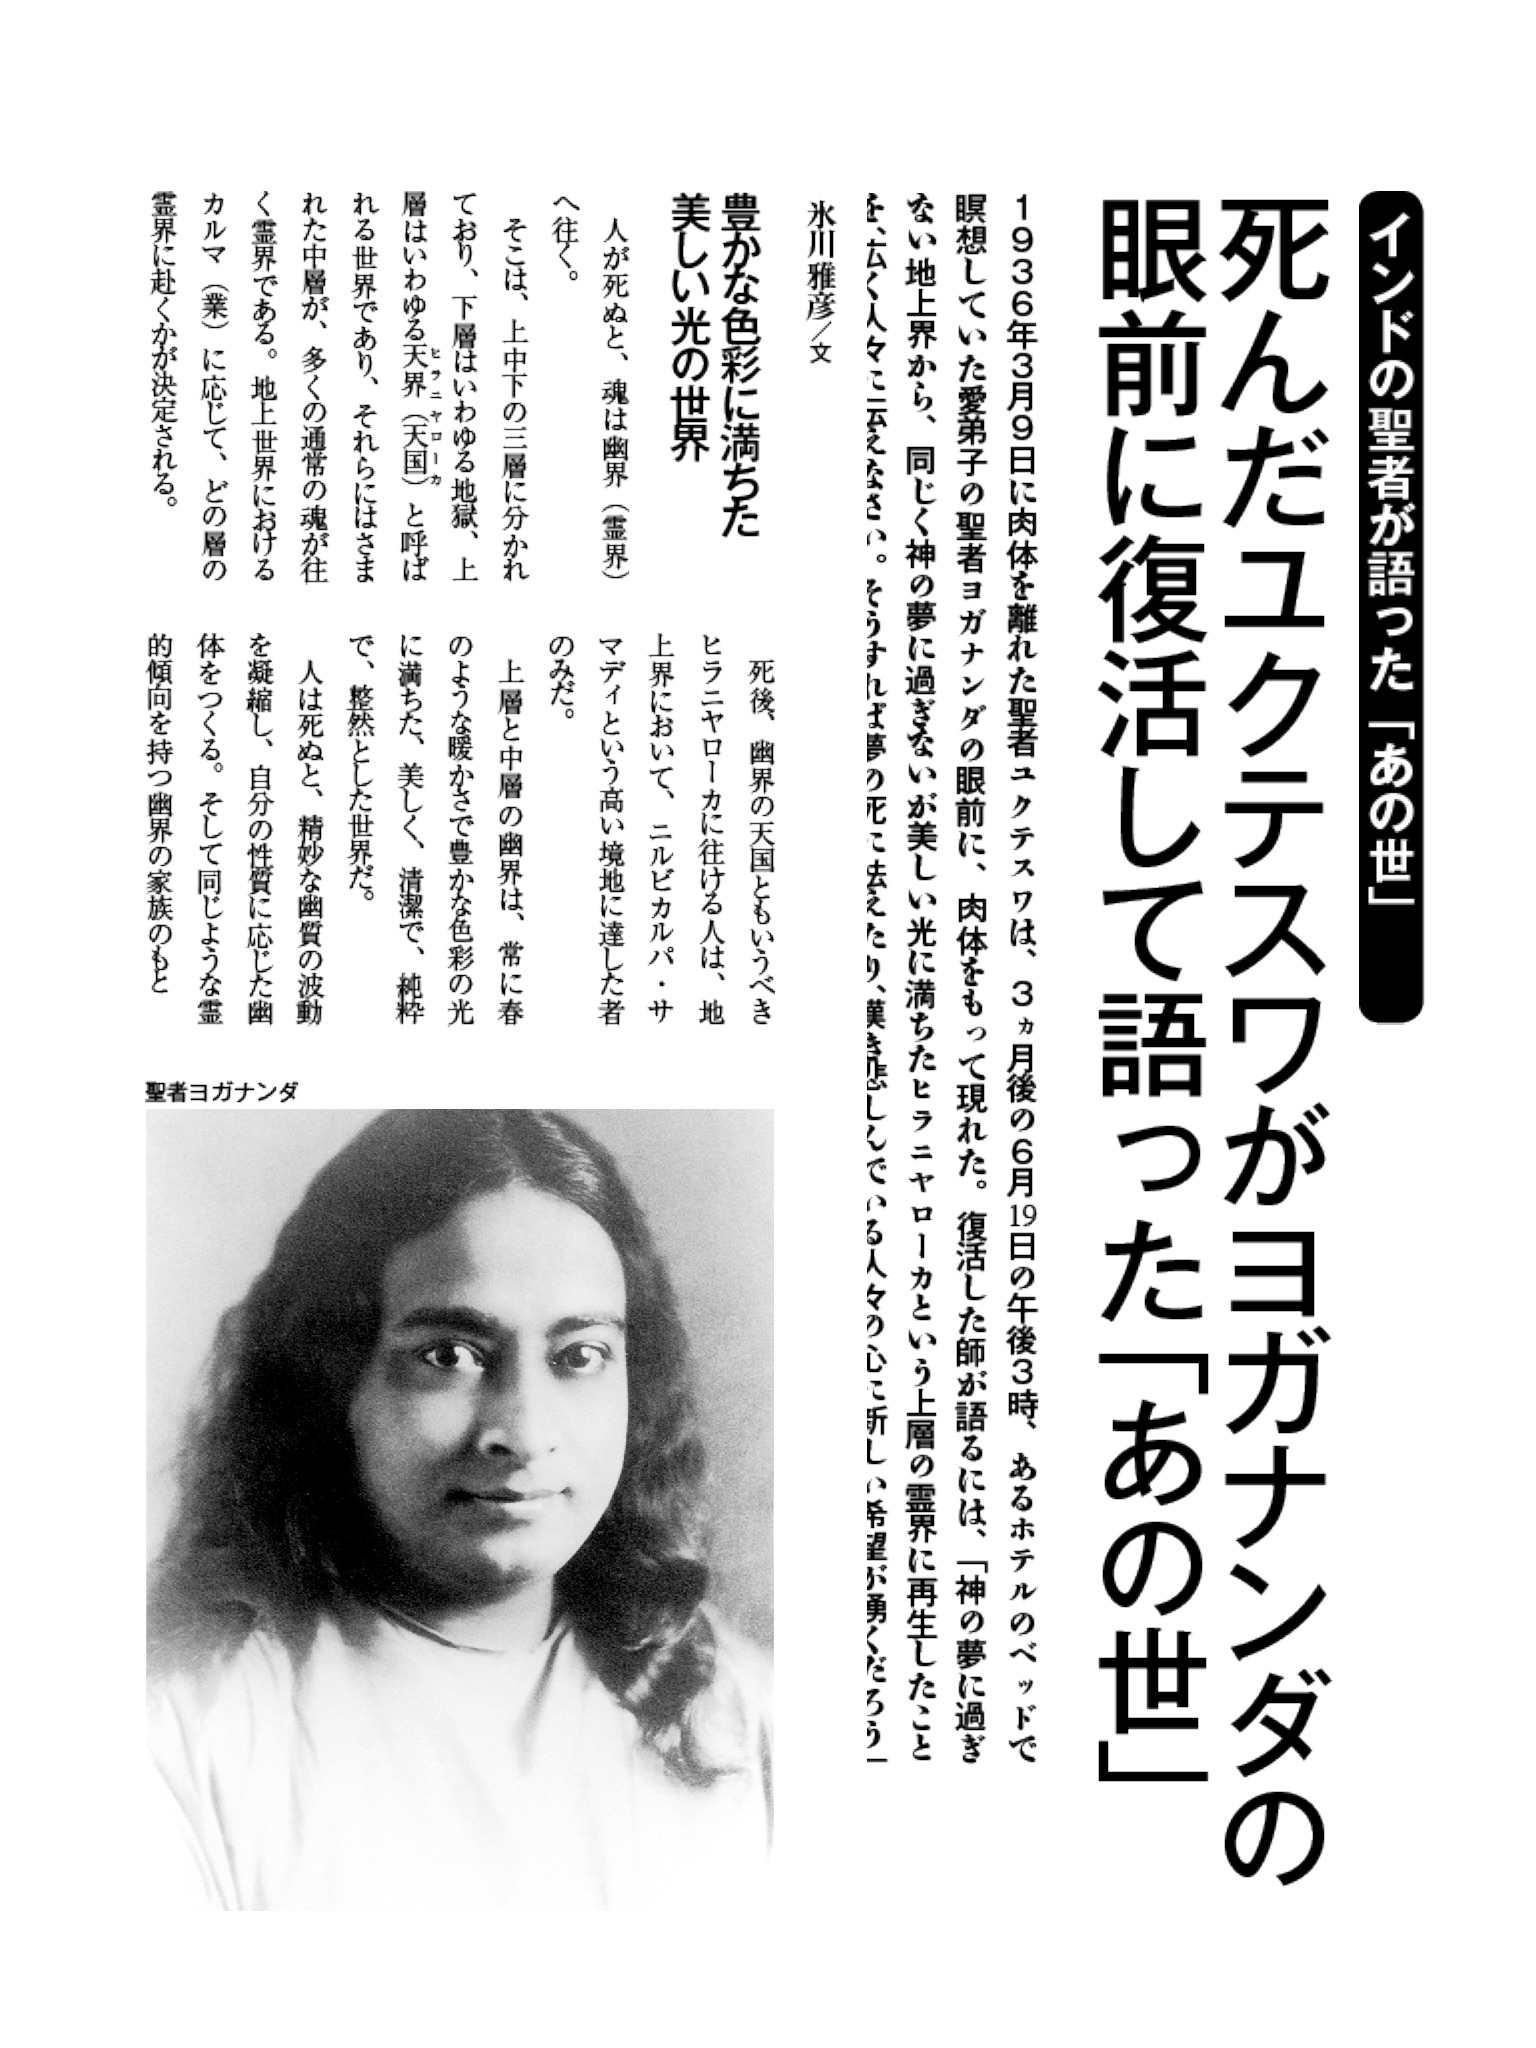 インドの聖者が語った「あの世」
死んだユクテスワがヨガナンダの
眼前に復活して語った「あの世」
1936年3月9日に肉体を離れた聖者ユクテスワは、3ヵ月後の6月19日の午後3時、あるホテルのベッドで
瞑想していた愛弟子の聖者ヨガナンダの眼前に、肉体をもって現れた。復活した師が語るには、「神の夢に過ぎ
ない地上界から、同じく神の夢に過ぎないが美しい光に満ちたヒラニヤローカという上層の霊界に再生したこと
を、広く人々に伝えなさい。そうすれば夢の死に怯えたり、嘆き悲しんでいる人々の心に新しい希望が湧くだろう」
氷川雅彦/文
豊かな色彩に満ちた
美しい光の世界
人が死ぬと、魂は幽界(霊界)
へ往く。
そこは、上中下の三層に分かれ
ており、下層はいわゆる地獄、上
ヒラニヤローカ
層はいわゆる天界(天国)と呼ば
れる世界であり、それらにはさま
れた中層が、多くの通常の魂が往
く霊界である。地上世界における
カルマ(業)に応じて、どの層の
霊界に赴くかが決定される。
死後、幽界の天国ともいうべき
ヒラニヤローカに往ける人は、地
上界において、ニルビカルパ・サ
マディという高い境地に達した者
のみだ。
上層と中層の幽界は、常に春
のような暖かさで豊かな色彩の光
に満ちた、美しく、清潔で、純粋
で、整然とした世界だ。
人は死ぬと、精妙な幽質の波動
を凝縮し、自分の性質に応じた幽
体をつくる。そして同じような霊
的傾向を持つ幽界の家族のもと
聖者ヨガナンダ